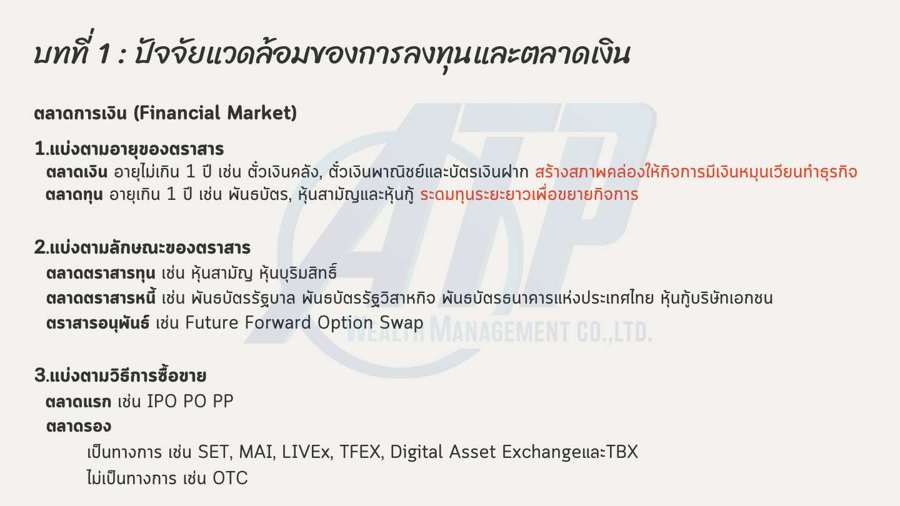 บทที่ 1 : ปัจจัยแวดล้อมของการลงทุนและตลาดเงิน
ตลาดการเงิน (Financial Market)
1.แบ่งตามอายุของตราสาร
ตลาดเงิน อายุไม่เกิน 1 ปี เช่น ตั๋วเงินคลัง, ตั๋วเงินพาณิชย์และบัตรเงินฝาก สร้างสภาพคล่องให้กิจการมีเงินหมุนเวียนทำธุรกิจ
ตลาดทุน อายุเกิน 1 ปี เช่น พันธบัตร, หุ้นสามัญและหุ้นกู้ ระดมทุนระยะยาวเพื่อขยายกิจการ
2.แบ่งตามลักษณะของตราสาร
ตลาดตราสารทุน เช่น หุ้นสามัญ หุ้นบุริมสิทธิ์
ตลาดตราสารหนี้ เช่น พันธบัตรรัฐบาล พันธบัตรรัฐวิสาหกิจ พันธบัตรธนาคารแห่งประเทศไทย หุ้นกู้บริษัทเอกชน
ตราสารอนุพันธ์ เช่น Future Forward Option Swap
ATP
WEALTH MANAGEMENT CO.,LTD.
3.แบ่งตามวิธีการซื้อขาย
ตลาดแรก เช่น IPO PO PP
ตลาดรอง
เป็นทางการ เช่น SET, MAI, LIVEx, TFEX, Digital Asset ExchangeและTBX
ไม่เป็นทางการ เช่น OTC